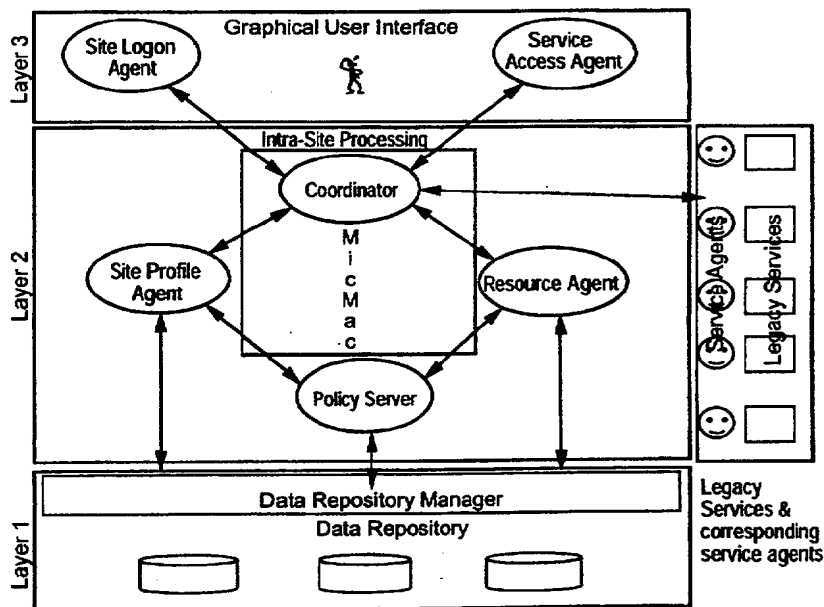 Layer 3
Graphical User Interface
Site Logon
Agent
Service
Access Agent
Layer 2
Intra-Site Processing
Coordinator
M
i
c
M
a
c
Site Profile
Agent
Resource Agent
Policy Server
Service Agents
Legacy Services
Layer 1
Data Repository Manager
Data Repository
Legacy
Services &
corresponding
service agents